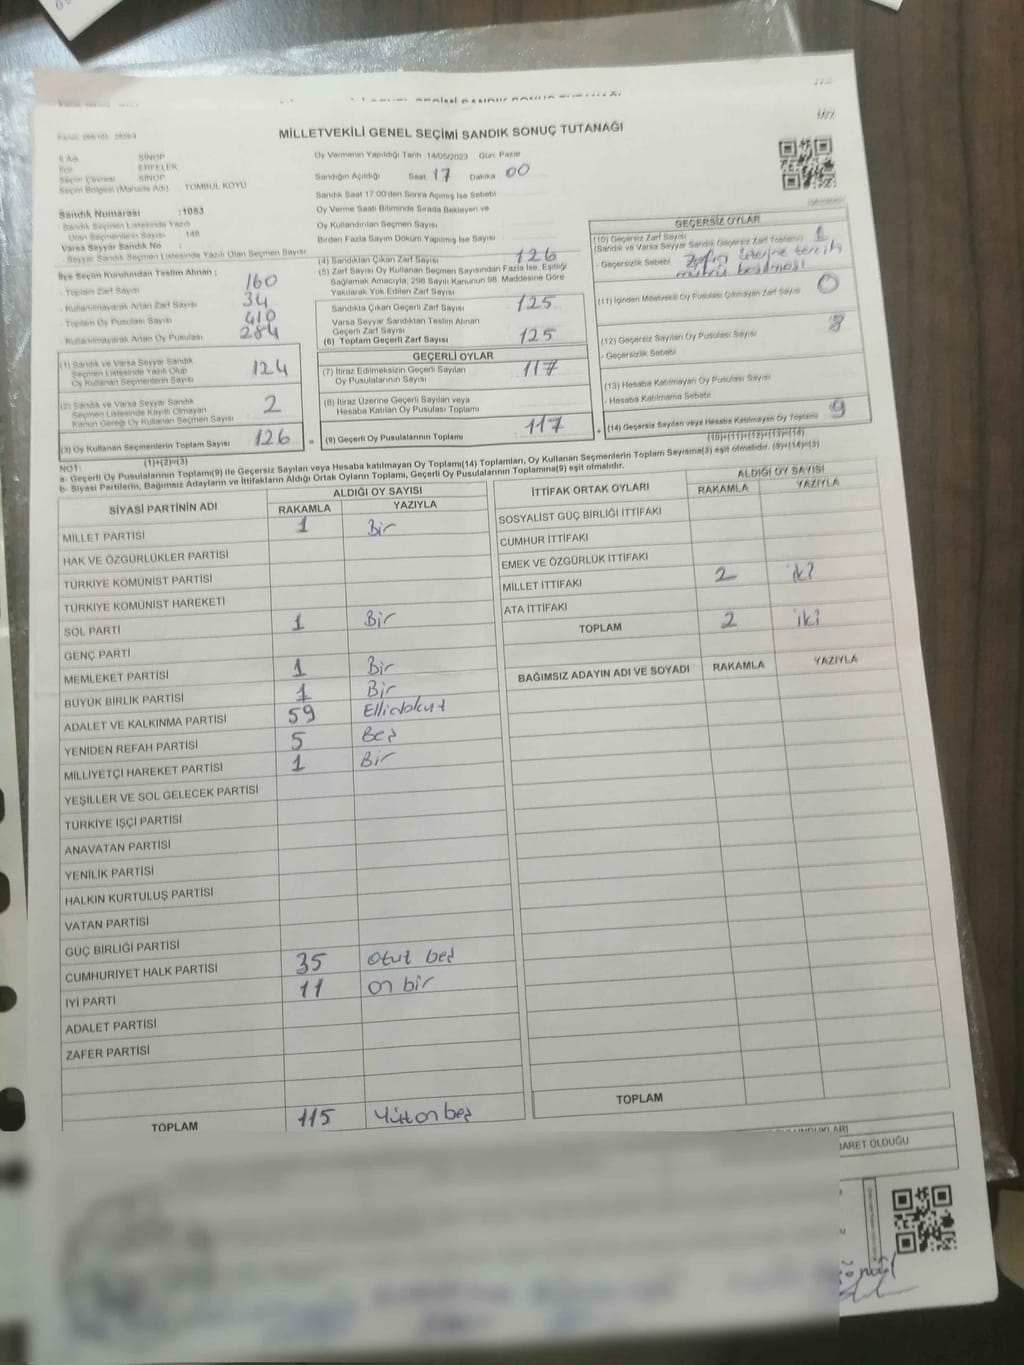 MİLLETVEKİLİ GENEL SEÇİMİ SANDIK SONUÇ TUTANAĞI
SİNOP
ERFELEK
SİNOP
Seçim Bölgesi (Mahalle Adı) TOMBUL KÖYÜ
Sandık Numarası :1053
Sandık Seçmen Listesinde Yazılı
Olan Seçmenlerin Sayısı 148
Varsa Seyyar Sandık No :
Seyyar Sandık Seçmen Listesinde Yazılı Olan Seçmen Sayısı
İlçe Seçim Kurulundan Teslim Alınan ;
- Toplam Zarf Sayısı 160
- Kullanılmayarak Artan Zarf Sayısı 34
- Toplam Oy Pusulası Sayısı 410
- Kullanılmayarak Artan Oy Pusulası 284
(1) Sandık ve Varsa Seyyar Sandık
Seçmen Listesinde Yazılı Olup
Oy Kullanan Seçmenlerin Sayısı 124
(2) Sandık ve Varsa Seyyar Sandık
Seçmen Listesinde Kayıtlı Olmayan
Kanun Gereği Oy Kullanan Seçmen Sayısı 2
(3) Oy Kullanan Seçmenlerin Toplam Sayısı 126
(1)+(2)=(3)
Oy Vermenin Yapıldığı Tarih 14/05/2023 Gün Pazar
Sandığın Açıldığı Saat 17 Dakika 00
Sandık Saat 17:00'den Sonra Açılmış İse Sebebi
Oy Verme Saati Bitiminde Sırada Bekleyen ve
Oy Kullandırılan Seçmen Sayısı
Birden Fazla Sayım Döküm Yapılmış İse Sayısı
(4) Sandıktan Çıkan Zarf Sayısı 126
(5) Zarf Sayısı Oy Kullanan Seçmen Sayısından Fazla İse, Eşitliği
Sağlamak Amacıyla, 298 Sayılı Kanunun 98. Maddesine Göre
Yakılarak Yok Edilen Zarf Sayısı
Sandıkta Çıkan Geçerli Zarf Sayısı 125
Varsa Seyyar Sandıktan Teslim Alınan
Geçerli Zarf Sayısı
(6) Toplam Geçerli Zarf Sayısı 125
GEÇERLİ OYLAR
(7) İtiraz Edilmeksizin Geçerli Sayılan
Oy Pusulalarının Sayısı 117
(8) İtiraz Üzerine Geçerli Sayılan veya
Hesaba Katılan Oy Pusulası Toplamı
= (9) Geçerli Oy Pusulalarının Toplamı 117
GEÇERSİZ OYLAR
(10) Geçersiz Zarf Sayısı 1
(Sandık ve Varsa Seyyar Sandık Geçersiz Zarf Toplamı)
- Geçersizlik Sebebi Zarfın üzerine tercih
mührü basılması
(11) İçinden Milletvekili Oy Pusulası Çıkmayan Zarf Sayısı 0
(12) Geçersiz Sayılan Oy Pusulası Sayısı 8
- Geçersizlik Sebebi
(13) Hesaba Katılmayan Oy Pusulası Sayısı
- Hesaba Katılmama Sebebi
+ (14) Geçersiz Sayılan veya Hesaba Katılmayan Oy Toplamı 9
(10)+(11)+(12)+(13)=(14)
NOT:
a- Geçerli Oy Pusulalarının Toplamı(9) ile Geçersiz Sayılan veya Hesaba katılmayan Oy Toplamı(14) Toplamları, Oy Kullanan Seçmenlerin Toplam Sayısına(3) eşit olmalıdır. (9)+(14)=(3)
b- Siyasi Partilerin, Bağımsız Adayların ve İttifakların Aldığı Ortak Oyların Toplamı, Geçerli Oy Pusulalarının Toplamına(9) eşit olmalıdır.
SİYASİ PARTİNİN ADI ALDIĞI OY SAYISI
RAKAMLA YAZIYLA
MİLLET PARTİSİ 1 Bir
HAK VE ÖZGÜRLÜKLER PARTİSİ
TÜRKİYE KOMÜNİST PARTİSİ
TÜRKİYE KOMÜNİST HAREKETİ
SOL PARTİ 1 Bir
GENÇ PARTİ
MEMLEKET PARTİSİ 1 Bir
BÜYÜK BİRLİK PARTİSİ 1 Bir
ADALET VE KALKINMA PARTİSİ 59 Ellidokuz
YENİDEN REFAH PARTİSİ 5 Beş
MİLLİYETÇİ HAREKET PARTİSİ 1 Bir
YEŞİLLER VE SOL GELECEK PARTİSİ
TÜRKİYE İŞÇİ PARTİSİ
ANAVATAN PARTİSİ
YENİLİK PARTİSİ
HALKIN KURTULUŞ PARTİSİ
VATAN PARTİSİ
GÜÇ BİRLİĞİ PARTİSİ
CUMHURİYET HALK PARTİSİ 35 otuz beş
İYİ PARTİ 11 on bir
ADALET PARTİSİ
ZAFER PARTİSİ
TOPLAM 115 Yüzonbeş
İTTİFAK ORTAK OYLARI ALDIĞI OY SAYISI
RAKAMLA YAZIYLA
SOSYALİST GÜÇ BİRLİĞİ İTTİFAKI
CUMHUR İTTİFAKI
EMEK VE ÖZGÜRLÜK İTTİFAKI
MİLLET İTTİFAKI 2 iki
ATA İTTİFAKI
TOPLAM 2 iki
BAĞIMSIZ ADAYIN ADI VE SOYADI RAKAMLA YAZIYLA
TOPLAM